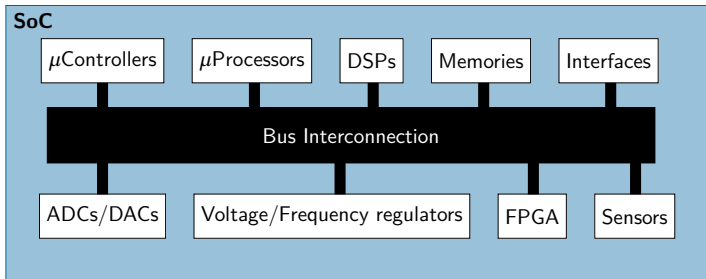 SoC
μControllers
μProcessors
DSPs
Memories
Interfaces
Bus Interconnection
ADCs/DACs
Voltage/Frequency regulators
FPGA
Sensors